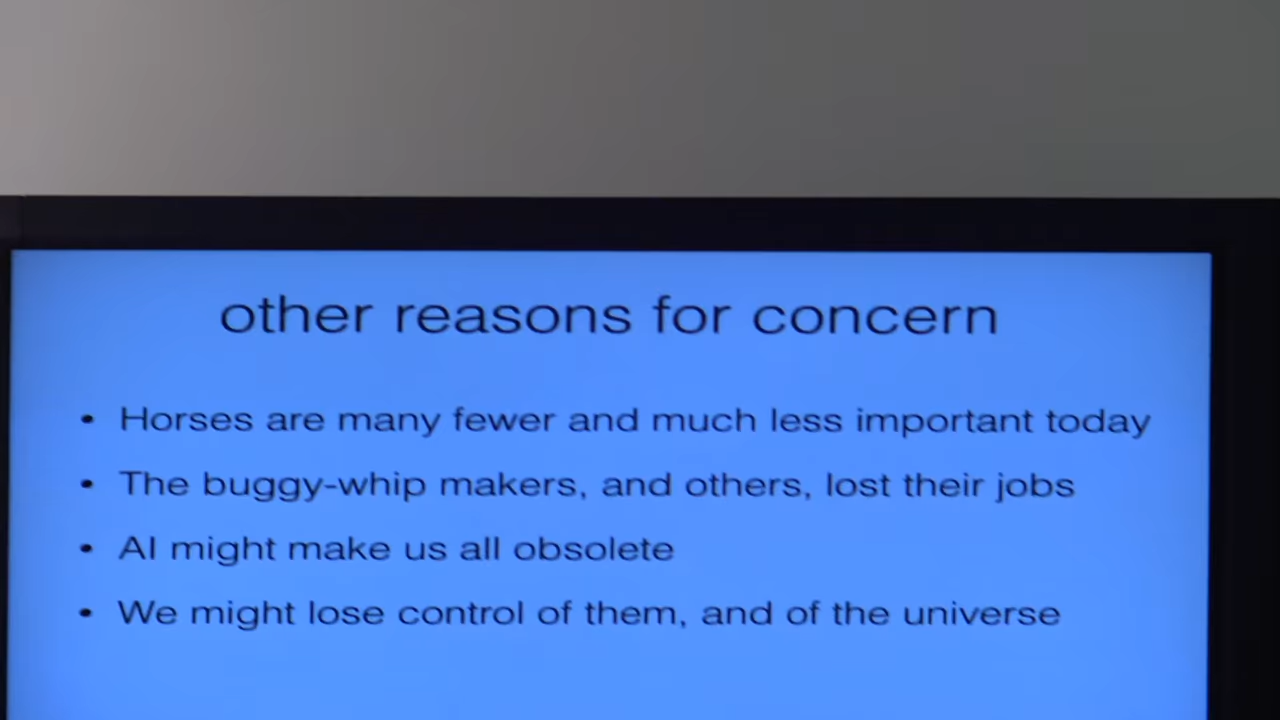 other reasons for concern
• Horses are many fewer and much less important today
• The buggy-whip makers, and others, lost their jobs
• AI might make us all obsolete
• We might lose control of them, and of the universe